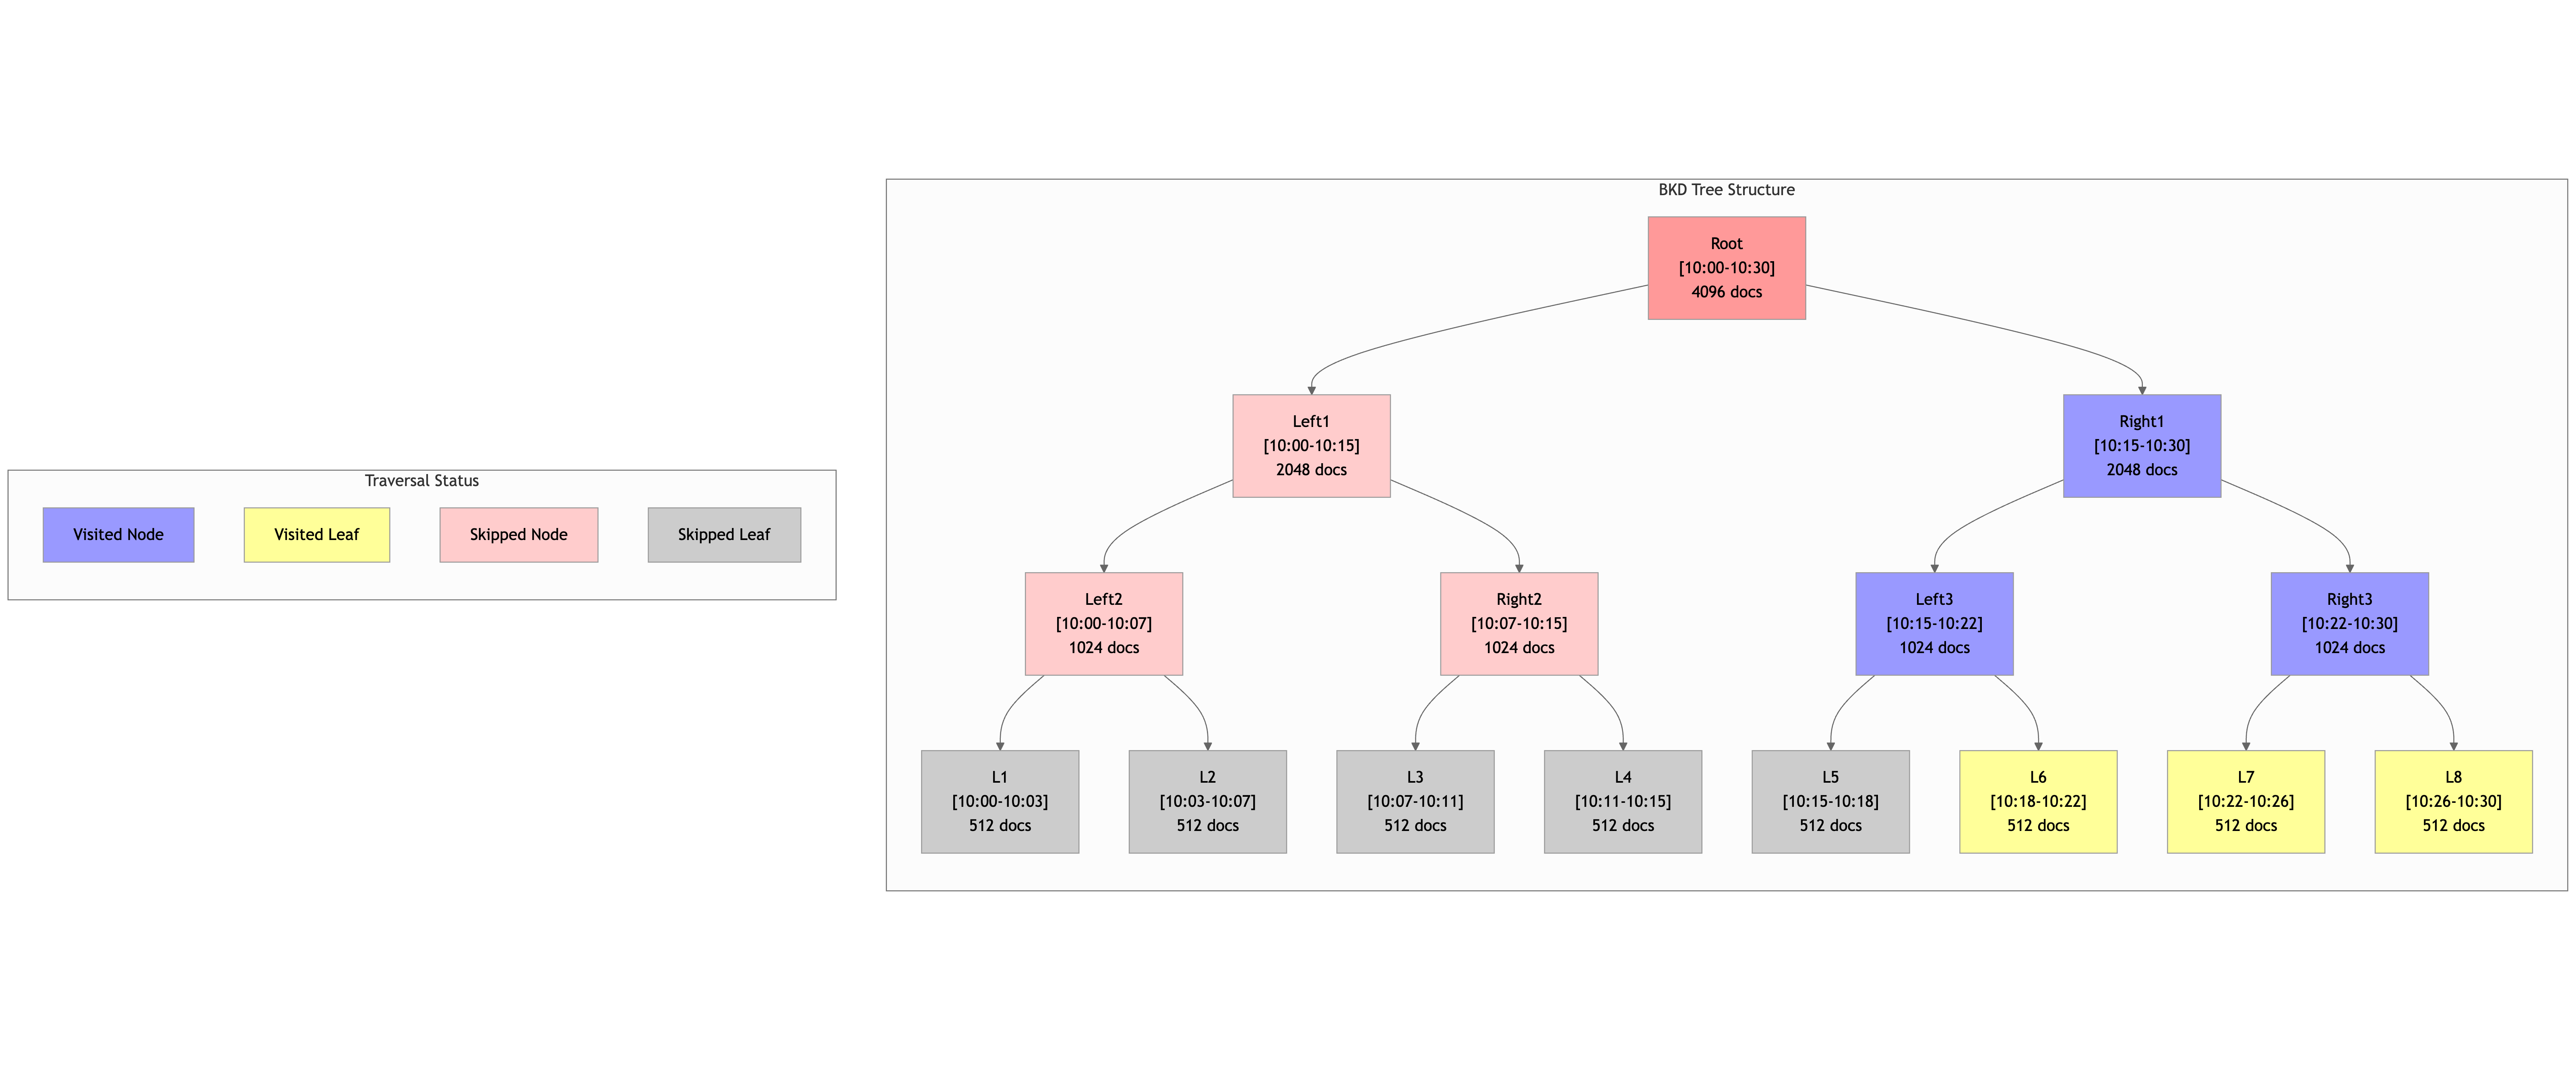 BKD Tree Structure
Root
[10:00-10:30]
4096 docs
Left1
[10:00-10:15]
2048 docs
Right1
[10:15-10:30]
2048 docs
Traversal Status
Visited Node
Visited Leaf
Skipped Node
Skipped Leaf
Left2
[10:00-10:07]
1024 docs
Right2
[10:07-10:15]
1024 docs
Left3
[10:15-10:22]
1024 docs
Right3
[10:22-10:30]
1024 docs
L1
[10:00-10:03]
512 docs
L2
[10:03-10:07]
512 docs
L3
[10:07-10:11]
512 docs
L4
[10:11-10:15]
512 docs
L5
[10:15-10:18]
512 docs
L6
[10:18-10:22]
512 docs
L7
[10:22-10:26]
512 docs
L8
[10:26-10:30]
512 docs